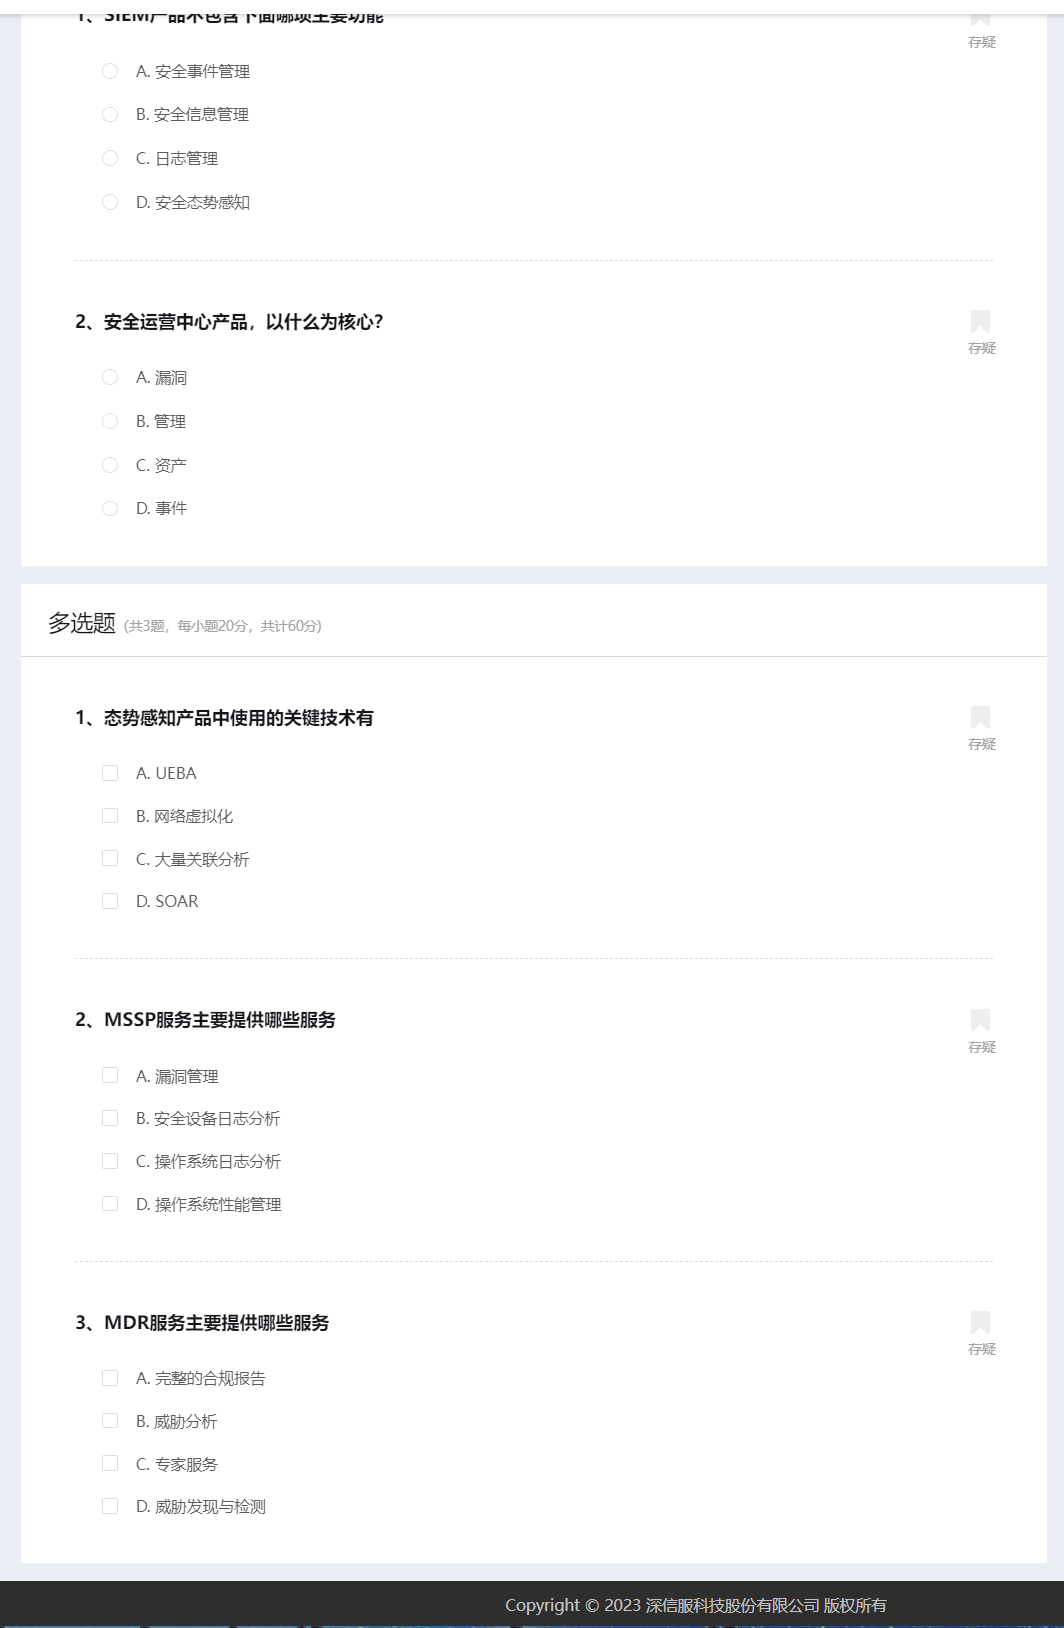 1、SIEM产品不包含下面哪项主要功能
存疑
A. 安全事件管理
B. 安全信息管理
C. 日志管理
D. 安全态势感知
2、安全运营中心产品，以什么为核心？
存疑
A. 漏洞
B. 管理
C. 资产
D. 事件
多选题 (共3题，每小题20分，共计60分)
1、态势感知产品中使用的关键技术有
存疑
A. UEBA
B. 网络虚拟化
C. 大量关联分析
D. SOAR
2、MSSP服务主要提供哪些服务
存疑
A. 漏洞管理
B. 安全设备日志分析
C. 操作系统日志分析
D. 操作系统性能管理
3、MDR服务主要提供哪些服务
存疑
A. 完整的合规报告
B. 威胁分析
C. 专家服务
D. 威胁发现与检测
Copyright © 2023 深信服科技股份有限公司 版权所有